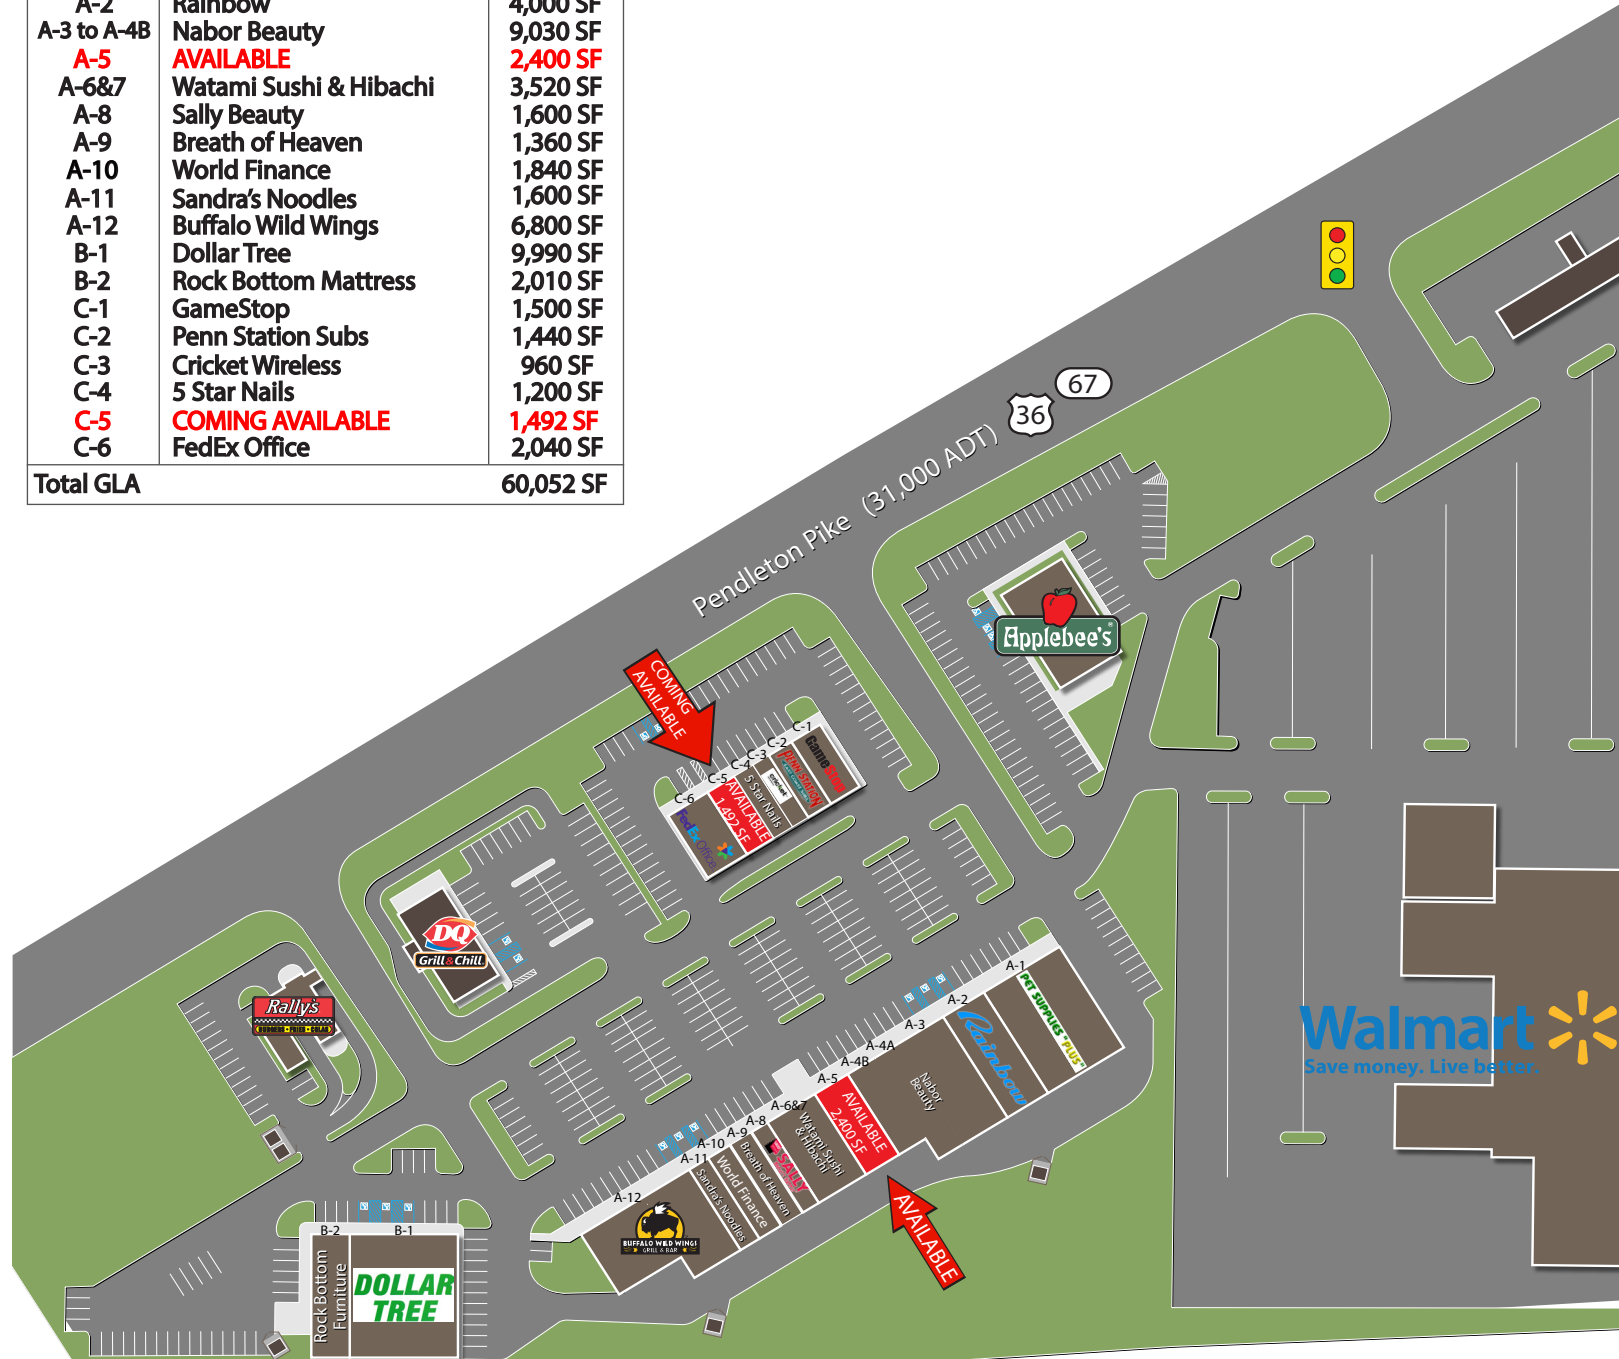 A-2 Rainbow 4,000 SF
A-3 to A-4B Nabor Beauty 9,030 SF
A-5 AVAILABLE 2,400 SF
A-6&7 Watami Sushi & Hibachi 3,520 SF
A-8 Sally Beauty 1,600 SF
A-9 Breath of Heaven 1,360 SF
A-10 World Finance 1,840 SF
A-11 Sandra's Noodles 1,600 SF
A-12 Buffalo Wild Wings 6,800 SF
B-1 Dollar Tree 9,990 SF
B-2 Rock Bottom Mattress 2,010 SF
C-1 GameStop 1,500 SF
C-2 Penn Station Subs 1,440 SF
C-3 Cricket Wireless 960 SF
C-4 5 Star Nails 1,200 SF
C-5 COMING AVAILABLE 1,492 SF
C-6 FedEx Office 2,040 SF
Total GLA 60,052 SF
67
36
Pendleton Pike (31,000 ADT)
Applebee's
COMING
AVAILABLE
C-1
C-2
C-3
C-4
C-5
C-6
GameStop
PENN STATION
cricket
5 Star Nails
AVAILABLE
1,492 SF
FedEx Office
DQ
Grill & Chill
Rally's
BURGERS • FRIES • COLAS
A-1
A-2
A-3
A-4A
A-4B
A-5
A-6&7
A-8
A-9
A-10
A-11
A-12
PET SUPPLIES "PLUS"
Rainbow
Nabor
Beauty
AVAILABLE
2,400 SF
Watami Sushi
& Hibachi
SALLY
Breath of Heaven
World Finance
Sandra's Noodles
BUFFALO WILD WINGS
GRILL & BAR
AVAILABLE
Walmart
Save money. Live better.
B-2
B-1
Rock Bottom
Furniture
DOLLAR
TREE